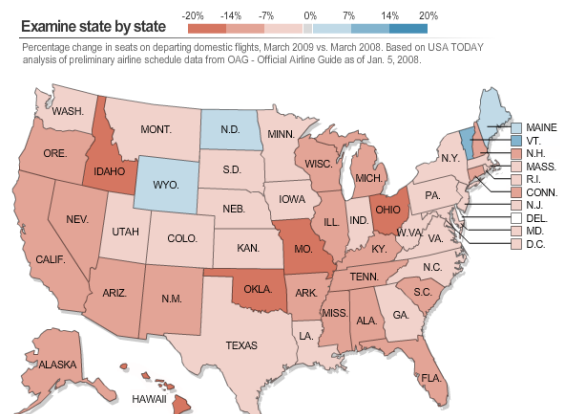 Examine state by state
-20% -14% -7% 0% 7% 14% 20%
Percentage change in seats on departing domestic flights, March 2009 vs. March 2008. Based on USA TODAY
analysis of preliminary airline schedule data from OAG - Official Airline Guide as of Jan. 5, 2008.
WASH.
MONT.
N.D.
MINN.
MAINE
VT.
ORE.
IDAHO
WYO.
S.D.
WISC.
MICH.
N.Y.
N.H.
MASS.
R.I.
CONN.
N.J.
DEL.
MD.
D.C.
NEV.
UTAH
COLO.
NEB.
IOWA
ILL.
IND.
OHIO
PA.
CALIF.
KAN.
MO.
KY.
W.VA.
VA.
ARIZ.
N.M.
OKLA.
ARK.
TENN.
N.C.
S.C.
TEXAS
LA.
MISS.
ALA.
GA.
FLA.
ALASKA
HAWAII